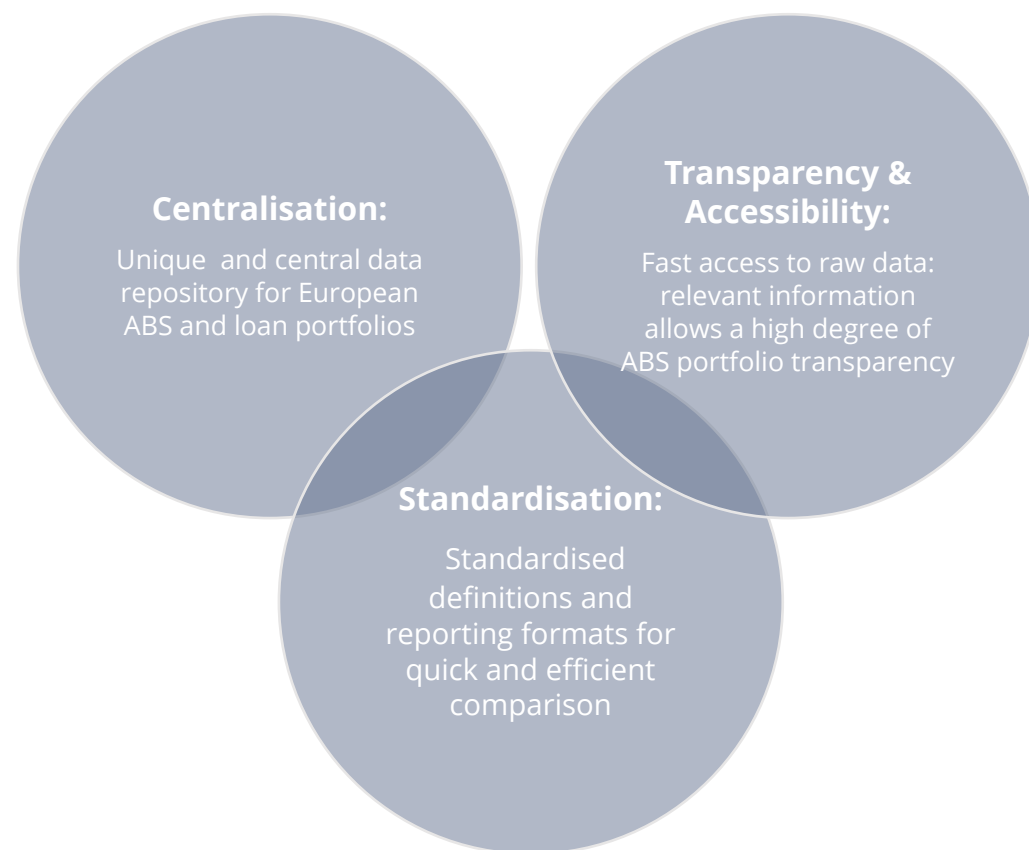 Centralisation:
Unique  and central data
repository for European
ABS and loan portfolios
Transparency &
Accessibility:
Fast access to raw data:
relevant information
allows a high degree of
ABS portfolio transparency
Standardisation:
Standardised
definitions and
reporting formats for
quick and efficient
comparison